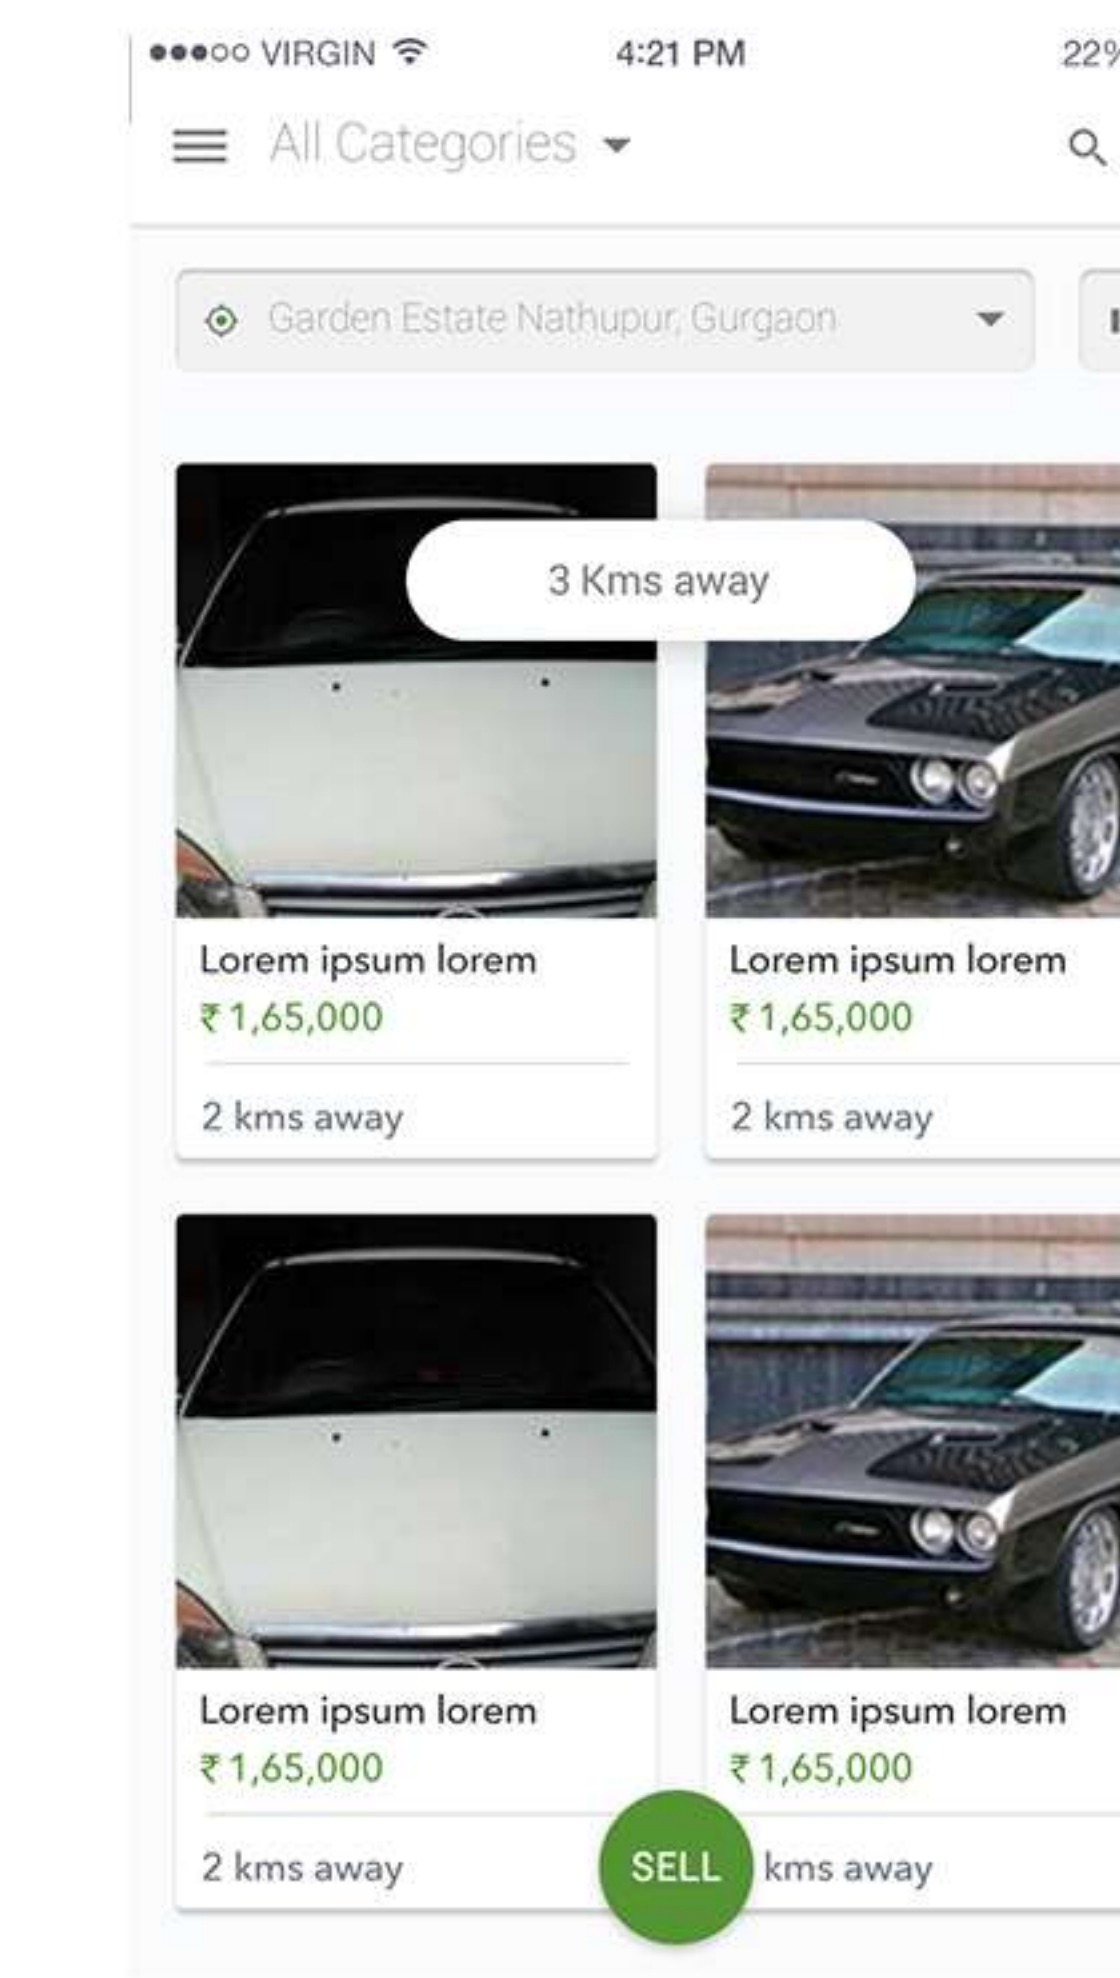 VIRGIN 4:21 PM 22%
All Categories
Garden Estate Nathupur, Gurgaon
3 Kms away
Lorem ipsum lorem
₹ 1,65,000
2 kms away
Lorem ipsum lorem
₹ 1,65,000
2 kms away
Lorem ipsum lorem
₹ 1,65,000
2 kms away
Lorem ipsum lorem
₹ 1,65,000
kms away
SELL